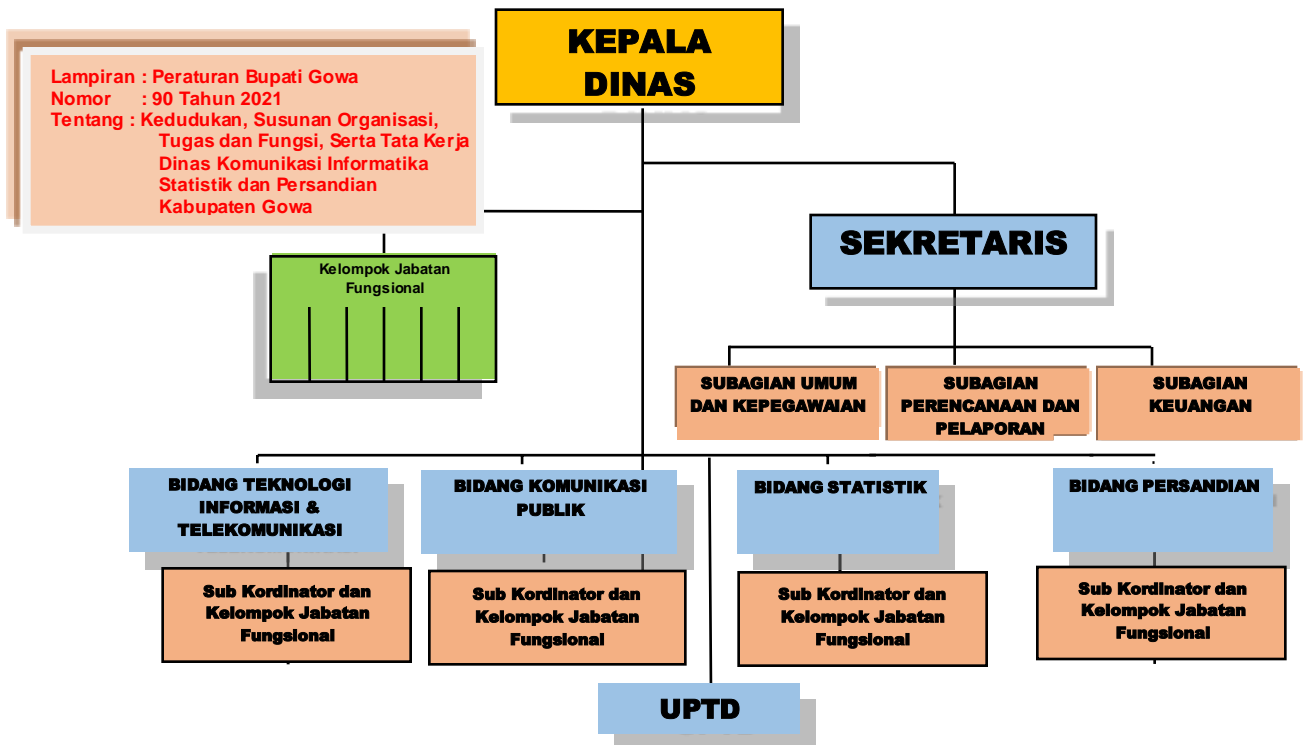 KEPALA
DINAS
Lampiran : Peraturan Bupati Gowa
Nomor : 90 Tahun 2021
Tentang : Kedudukan, Susunan Organisasi,
Tugas dan Fungsi, Serta Tata Kerja
Dinas Komunikasi Informatika
Statistik dan Persandian
Kabupaten Gowa
SEKRETARIS
Kelompok Jabatan
Fungsional
SUBAGIAN UMUM
DAN KEPEGAWAIAN
SUBAGIAN
PERENCANAAN DAN
PELAPORAN
SUBAGIAN
KEUANGAN
BIDANG TEKNOLOGI
INFORMASI &
TELEKOMUNIKASI
BIDANG KOMUNIKASI
PUBLIK
BIDANG STATISTIK
BIDANG PERSANDIAN
Sub Kordinator dan
Kelompok Jabatan
Fungsional
Sub Kordinator dan
Kelompok Jabatan
Fungsional
Sub Kordinator dan
Kelompok Jabatan
Fungsional
Sub Kordinator dan
Kelompok Jabatan
Fungsional
UPTD